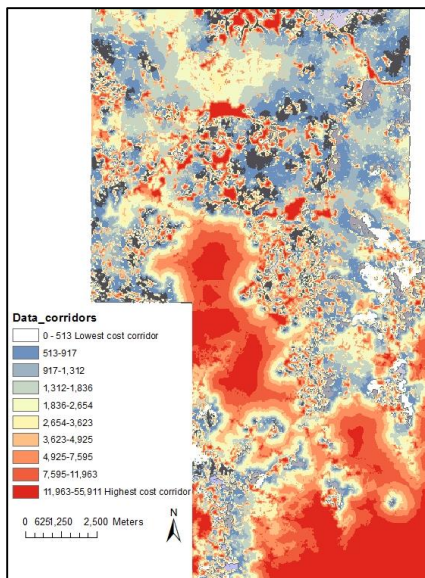 Data_corridors
0 - 513 Lowest cost corridor
513-917
917-1,312
1,312-1,836
1,836-2,654
2,654-3,623
3,623-4,925
4,925-7,595
7,595-11,963
11,963-55,911 Highest cost corridor
N
0 6251,250 2,500 Meters